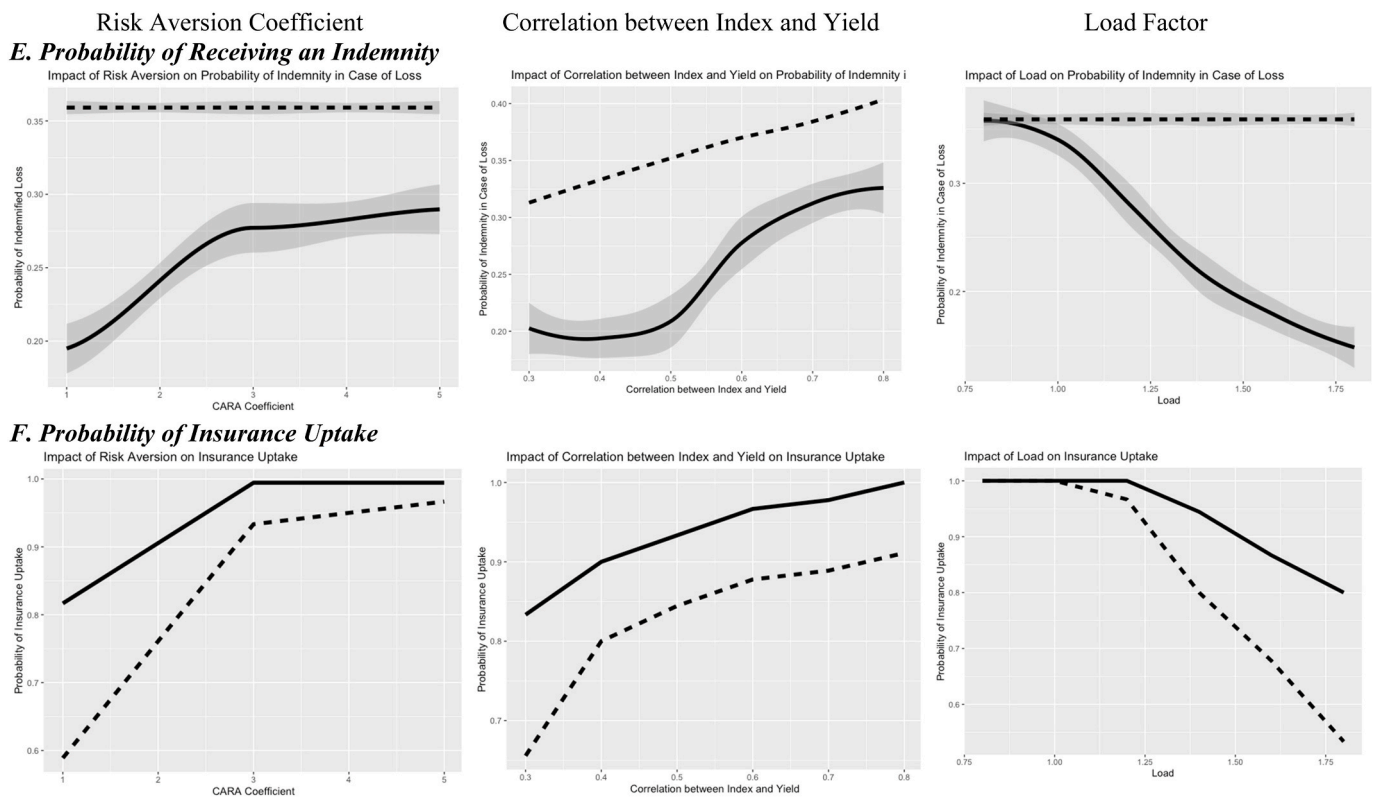 Risk Aversion Coefficient
Correlation between Index and Yield
Load Factor
E. Probability of Receiving an Indemnity
Impact of Risk Aversion on Probability of Indemnity in Case of Loss
Probability of Indemnified Loss
0.35
0.30
0.25
0.20
1 2 3 4 5
CARA Coefficient
Impact of Correlation between Index and Yield on Probability of Indemnity i
Probability of Indemnity in Case of Loss
0.40
0.35
0.30
0.25
0.20
0.3 0.4 0.5 0.6 0.7 0.8
Correlation between Index and Yield
Impact of Load on Probability of Indemnity in Case of Loss
Probability of Indemnity in Case of Loss
0.3
0.2
0.75 1.00 1.25 1.50 1.75
Load
F. Probability of Insurance Uptake
Impact of Risk Aversion on Insurance Uptake
Probability of Insurance Uptake
1.0
0.9
0.8
0.7
0.6
1 2 3 4 5
CARA Coefficient
Impact of Correlation between Index and Yield on Insurance Uptake
Probability of Insurance Uptake
1.0
0.9
0.8
0.7
0.3 0.4 0.5 0.6 0.7 0.8
Correlation between Index and Yield
Impact of Load on Insurance Uptake
Probability of Insurance Uptake
1.0
0.9
0.8
0.7
0.6
0.75 1.00 1.25 1.50 1.75
Load